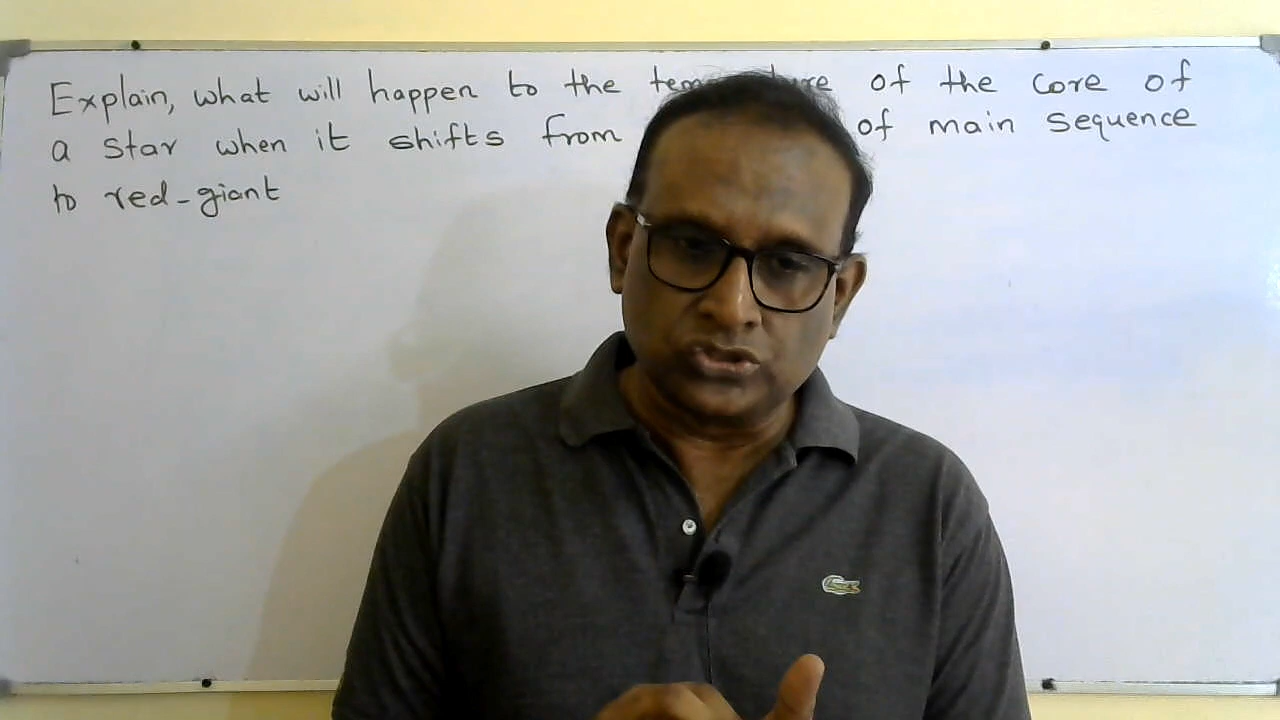 Explain, what will happen to the of the core of
a star when it shifts from of main sequence
to red-giant